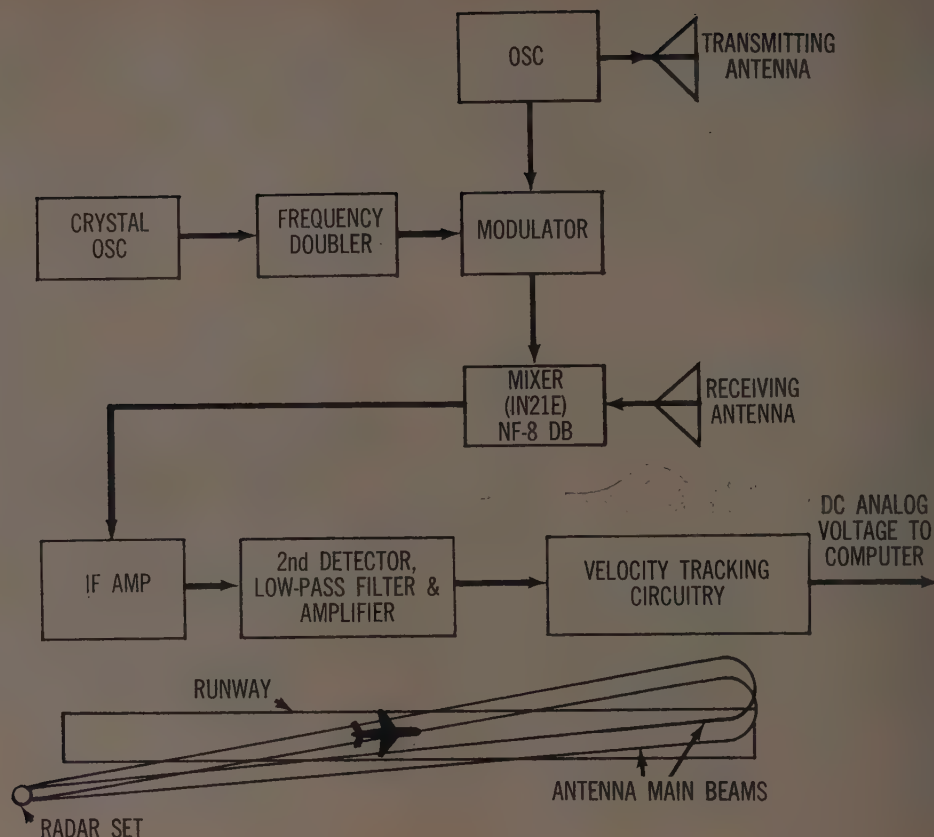 OSC
TRANSMITTING
ANTENNA
CRYSTAL
OSC
FREQUENCY
DOUBLER
MODULATOR
MIXER
(IN21E)
NF-8 DB
RECEIVING
ANTENNA
IF AMP
2nd DETECTOR,
LOW-PASS FILTER &
AMPLIFIER
VELOCITY TRACKING
CIRCUITRY
DC ANALOG
VOLTAGE TO
COMPUTER
RUNWAY
ANTENNA MAIN BEAMS
RADAR SET